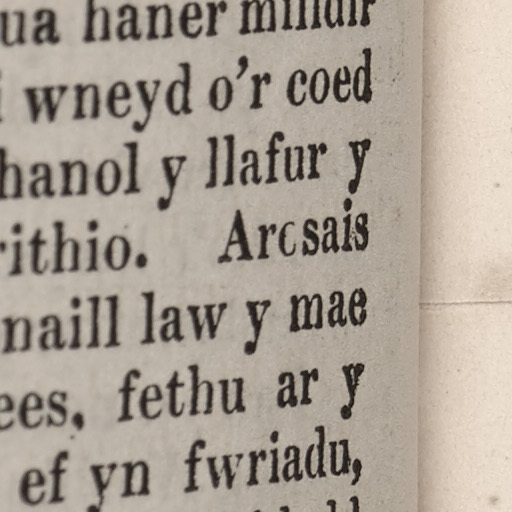 ua haner milldir
i wneyd o'r coed
hanol y llafur y
rithio. Arcsais
naill law y mae
ees, fethu ar y
ef yn fwriadu,